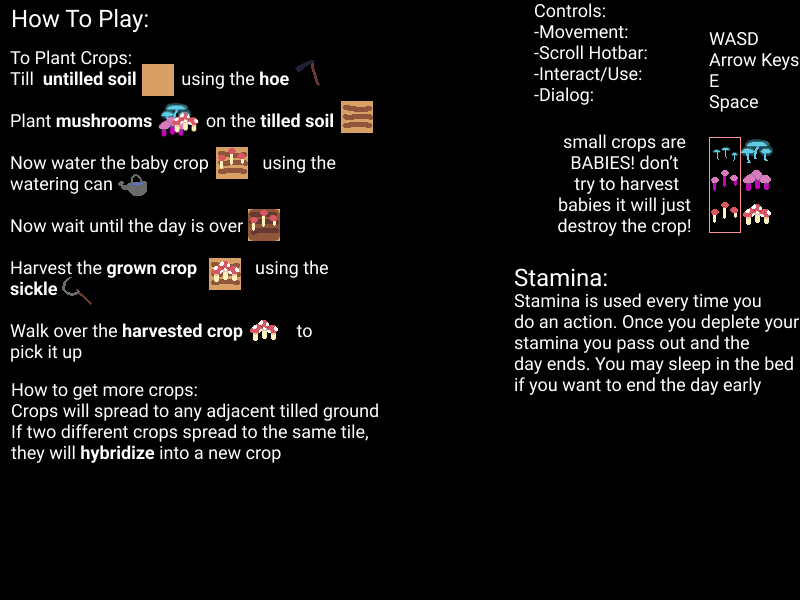 How To Play:
To Plant Crops:
Till untilled soil using the hoe
Plant mushrooms on the tilled soil
Now water the baby crop using the
watering can
Now wait until the day is over
Harvest the grown crop using the
sickle
Walk over the harvested crop to
pick it up
How to get more crops:
Crops will spread to any adjacent tilled ground
If two different crops spread to the same tile,
they will hybridize into a new crop
Controls:
-Movement: WASD
-Scroll Hotbar: Arrow Keys
-Interact/Use: E
-Dialog: Space
small crops are
BABIES! don't
try to harvest
babies it will just
destroy the crop!
Stamina:
Stamina is used every time you
do an action. Once you deplete your
stamina you pass out and the
day ends. You may sleep in the bed
if you want to end the day early